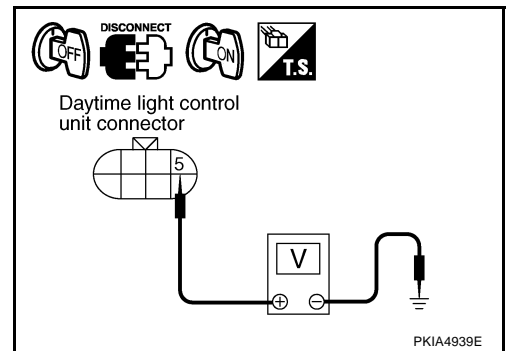 OFF
DISCONNECT
ON
T.S.
Daytime light control
unit connector
5
V
+ −
PKIA4939E